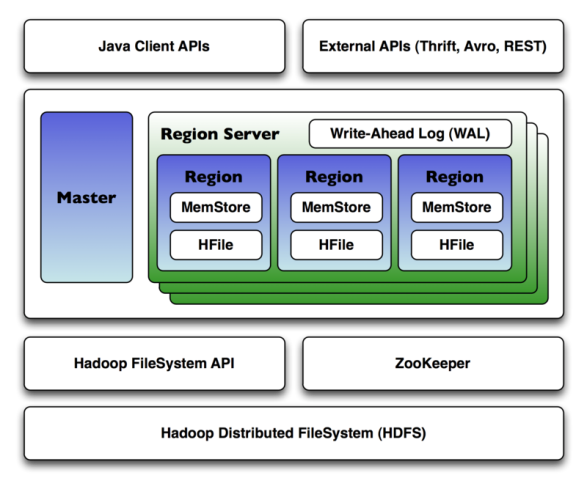 Java Client APIs
External APIs (Thrift, Avro, REST)
Master
Region Server
Write-Ahead Log (WAL)
Region
MemStore
HFile
Region
MemStore
HFile
Region
MemStore
HFile
Hadoop FileSystem API
ZooKeeper
Hadoop Distributed FileSystem (HDFS)